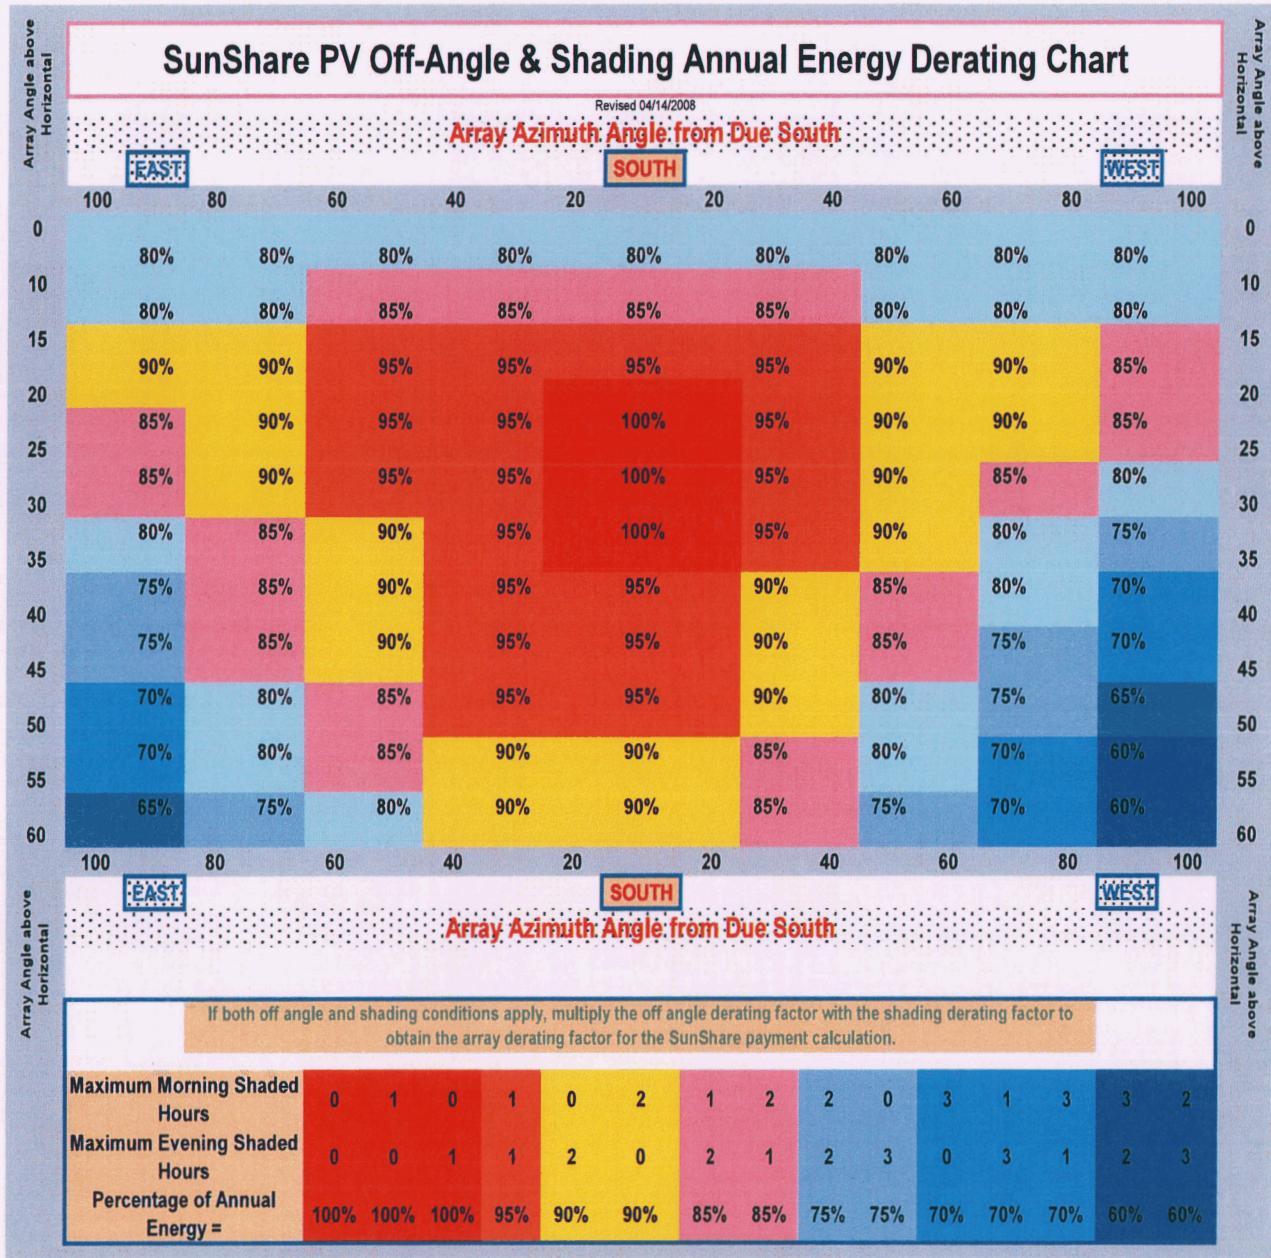 SunShare PV Off-Angle & Shading Annual Energy Derating Chart
Array Angle above
Horizontal
Array Angle above
Horizontal
Revised 04/14/2008
Array Azimuth Angle from Due South
EAST SOUTH WEST
100 80 60 40 20 20 40 60 80 100
0 0
80% 80% 80% 80% 80% 80% 80% 80% 80%
10 10
80% 80% 85% 85% 85% 85% 80% 80% 80%
15 15
90% 90% 95% 95% 95% 95% 90% 90% 85%
20 20
85% 90% 95% 95% 100% 95% 90% 90% 85%
25 25
85% 90% 95% 95% 100% 95% 90% 85% 80%
30 30
80% 85% 90% 95% 100% 95% 90% 80% 75%
35 35
75% 85% 90% 95% 95% 90% 85% 80% 70%
40 40
75% 85% 90% 95% 95% 90% 85% 75% 70%
45 45
70% 80% 85% 95% 95% 90% 80% 75% 65%
50 50
70% 80% 85% 90% 90% 85% 80% 70% 60%
55 55
65% 75% 80% 90% 90% 85% 75% 70% 60%
60 60
100 80 60 40 20 20 40 60 80 100
EAST SOUTH WEST
Array Azimuth Angle from Due South
Array Angle above
Horizontal
Array Angle above
Horizontal
If both off angle and shading conditions apply, multiply the off angle derating factor with the shading derating factor to
obtain the array derating factor for the SunShare payment calculation.
Maximum Morning Shaded
Hours
0 1 0 1 0 2 1 2 2 0 3 1 3 3 2
Maximum Evening Shaded
Hours
0 0 1 1 2 0 2 1 2 3 0 3 1 2 3
Percentage of Annual
Energy =
100% 100% 100% 95% 90% 90% 85% 85% 75% 75% 70% 70% 70% 60% 60%